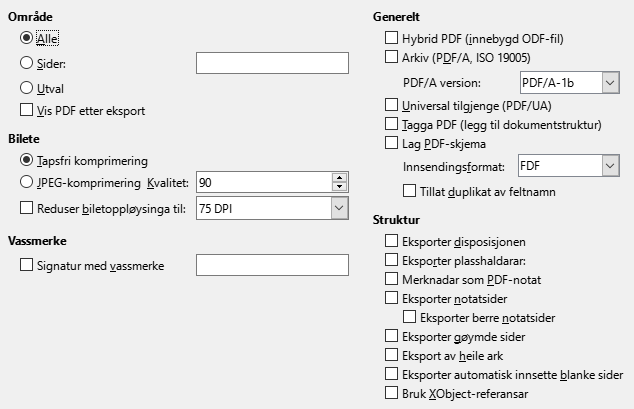 Område
Alle
Sider:
Utval
Vis PDF etter eksport
Bilete
Tapsfri komprimering
JPEG-komprimering Kvalitet: 90
Reduser biletoppløysinga til: 75 DPI
Vassmerke
Signatur med vassmerke
Generelt
Hybrid PDF (innebygd ODF-fil)
Arkiv (PDF/A, ISO 19005)
PDF/A version: PDF/A-1b
Universal tilgjenge (PDF/UA)
Tagga PDF (legg til dokumentstruktur)
Lag PDF-skjema
Innsendingsformat: FDF
Tillat duplikat av feltnamn
Struktur
Eksporter disposisjonen
Eksporter plasshaldarar:
Merknadar som PDF-notat
Eksporter notatsider
Eksporter berre notatsider
Eksporter gøymde sider
Eksport av heile ark
Eksporter automatisk innsette blanke sider
Bruk XObject-referansar